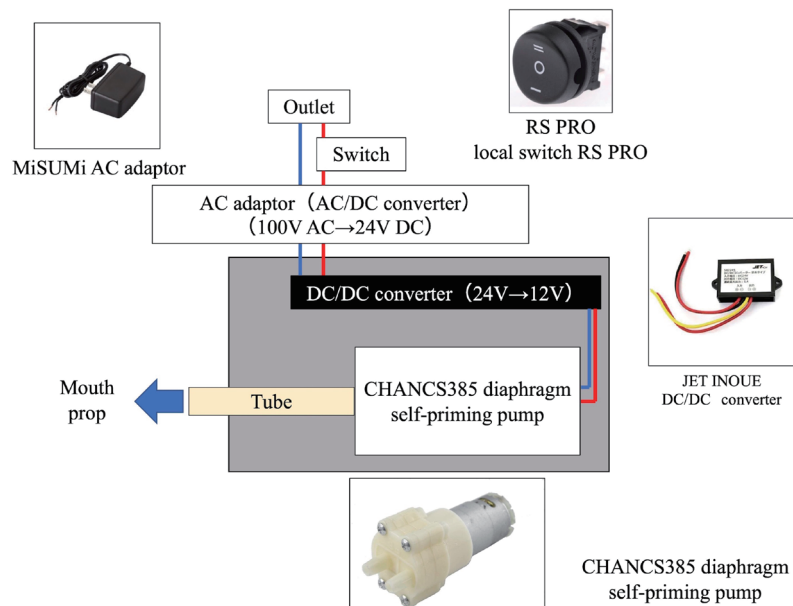 MiSUMi AC adaptor
RS PRO
local switch RS PRO
Outlet
Switch
AC adaptor（AC/DC converter）
（100V AC→24V DC）
DC/DC converter（24V→12V）
JET
JET INOUE
DC/DC converter
Mouth
prop
Tube
CHANCS385 diaphragm
self-priming pump
CHANCS385 diaphragm
self-priming pump